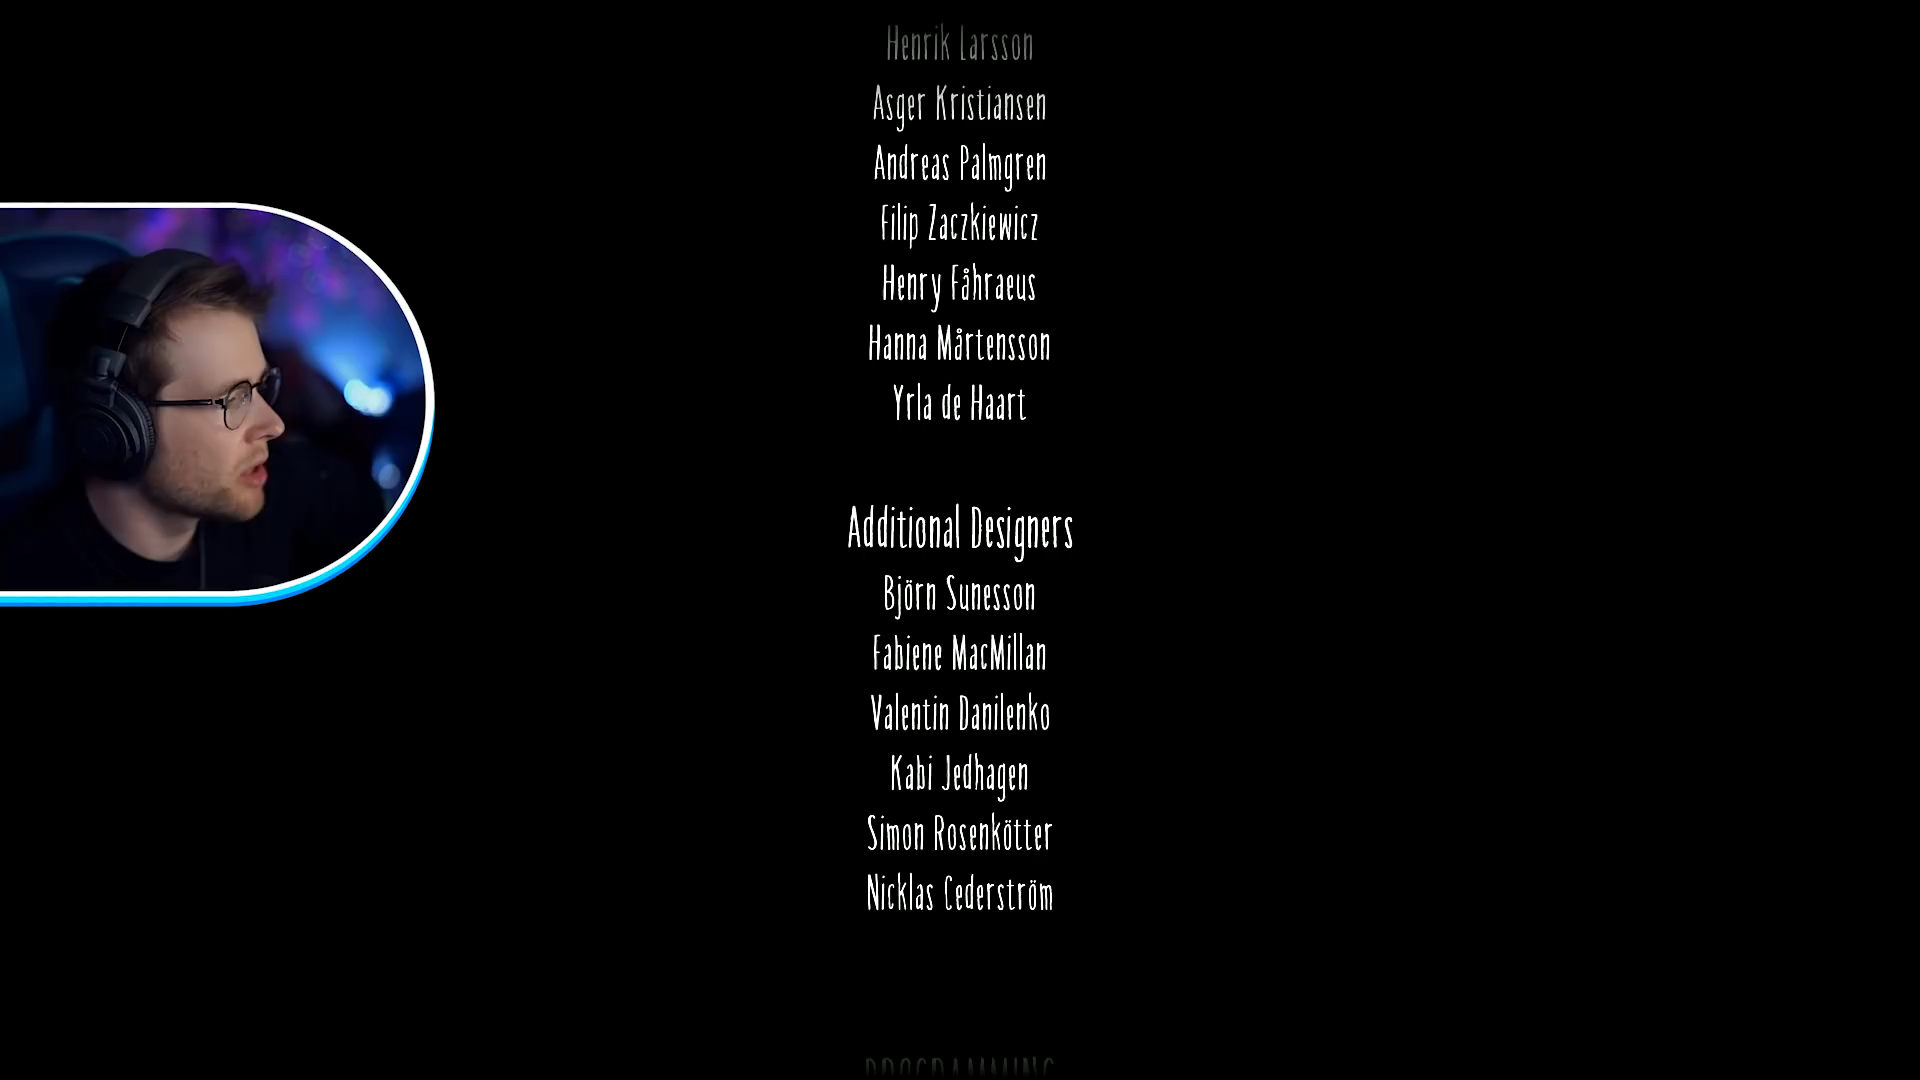 Henrik Larsson
Asger Kristiansen
Andreas Palmgren
Filip Zaczkiewicz
Henry Fåhraeus
Hanna Mårtensson
Yrla de Haart
Additional Designers
Björn Sunesson
Fabiene MacMillan
Valentin Danilenko
Kabi Jedhagen
Simon Rosenkötter
Nicklas Cederström
PROGRAMMING